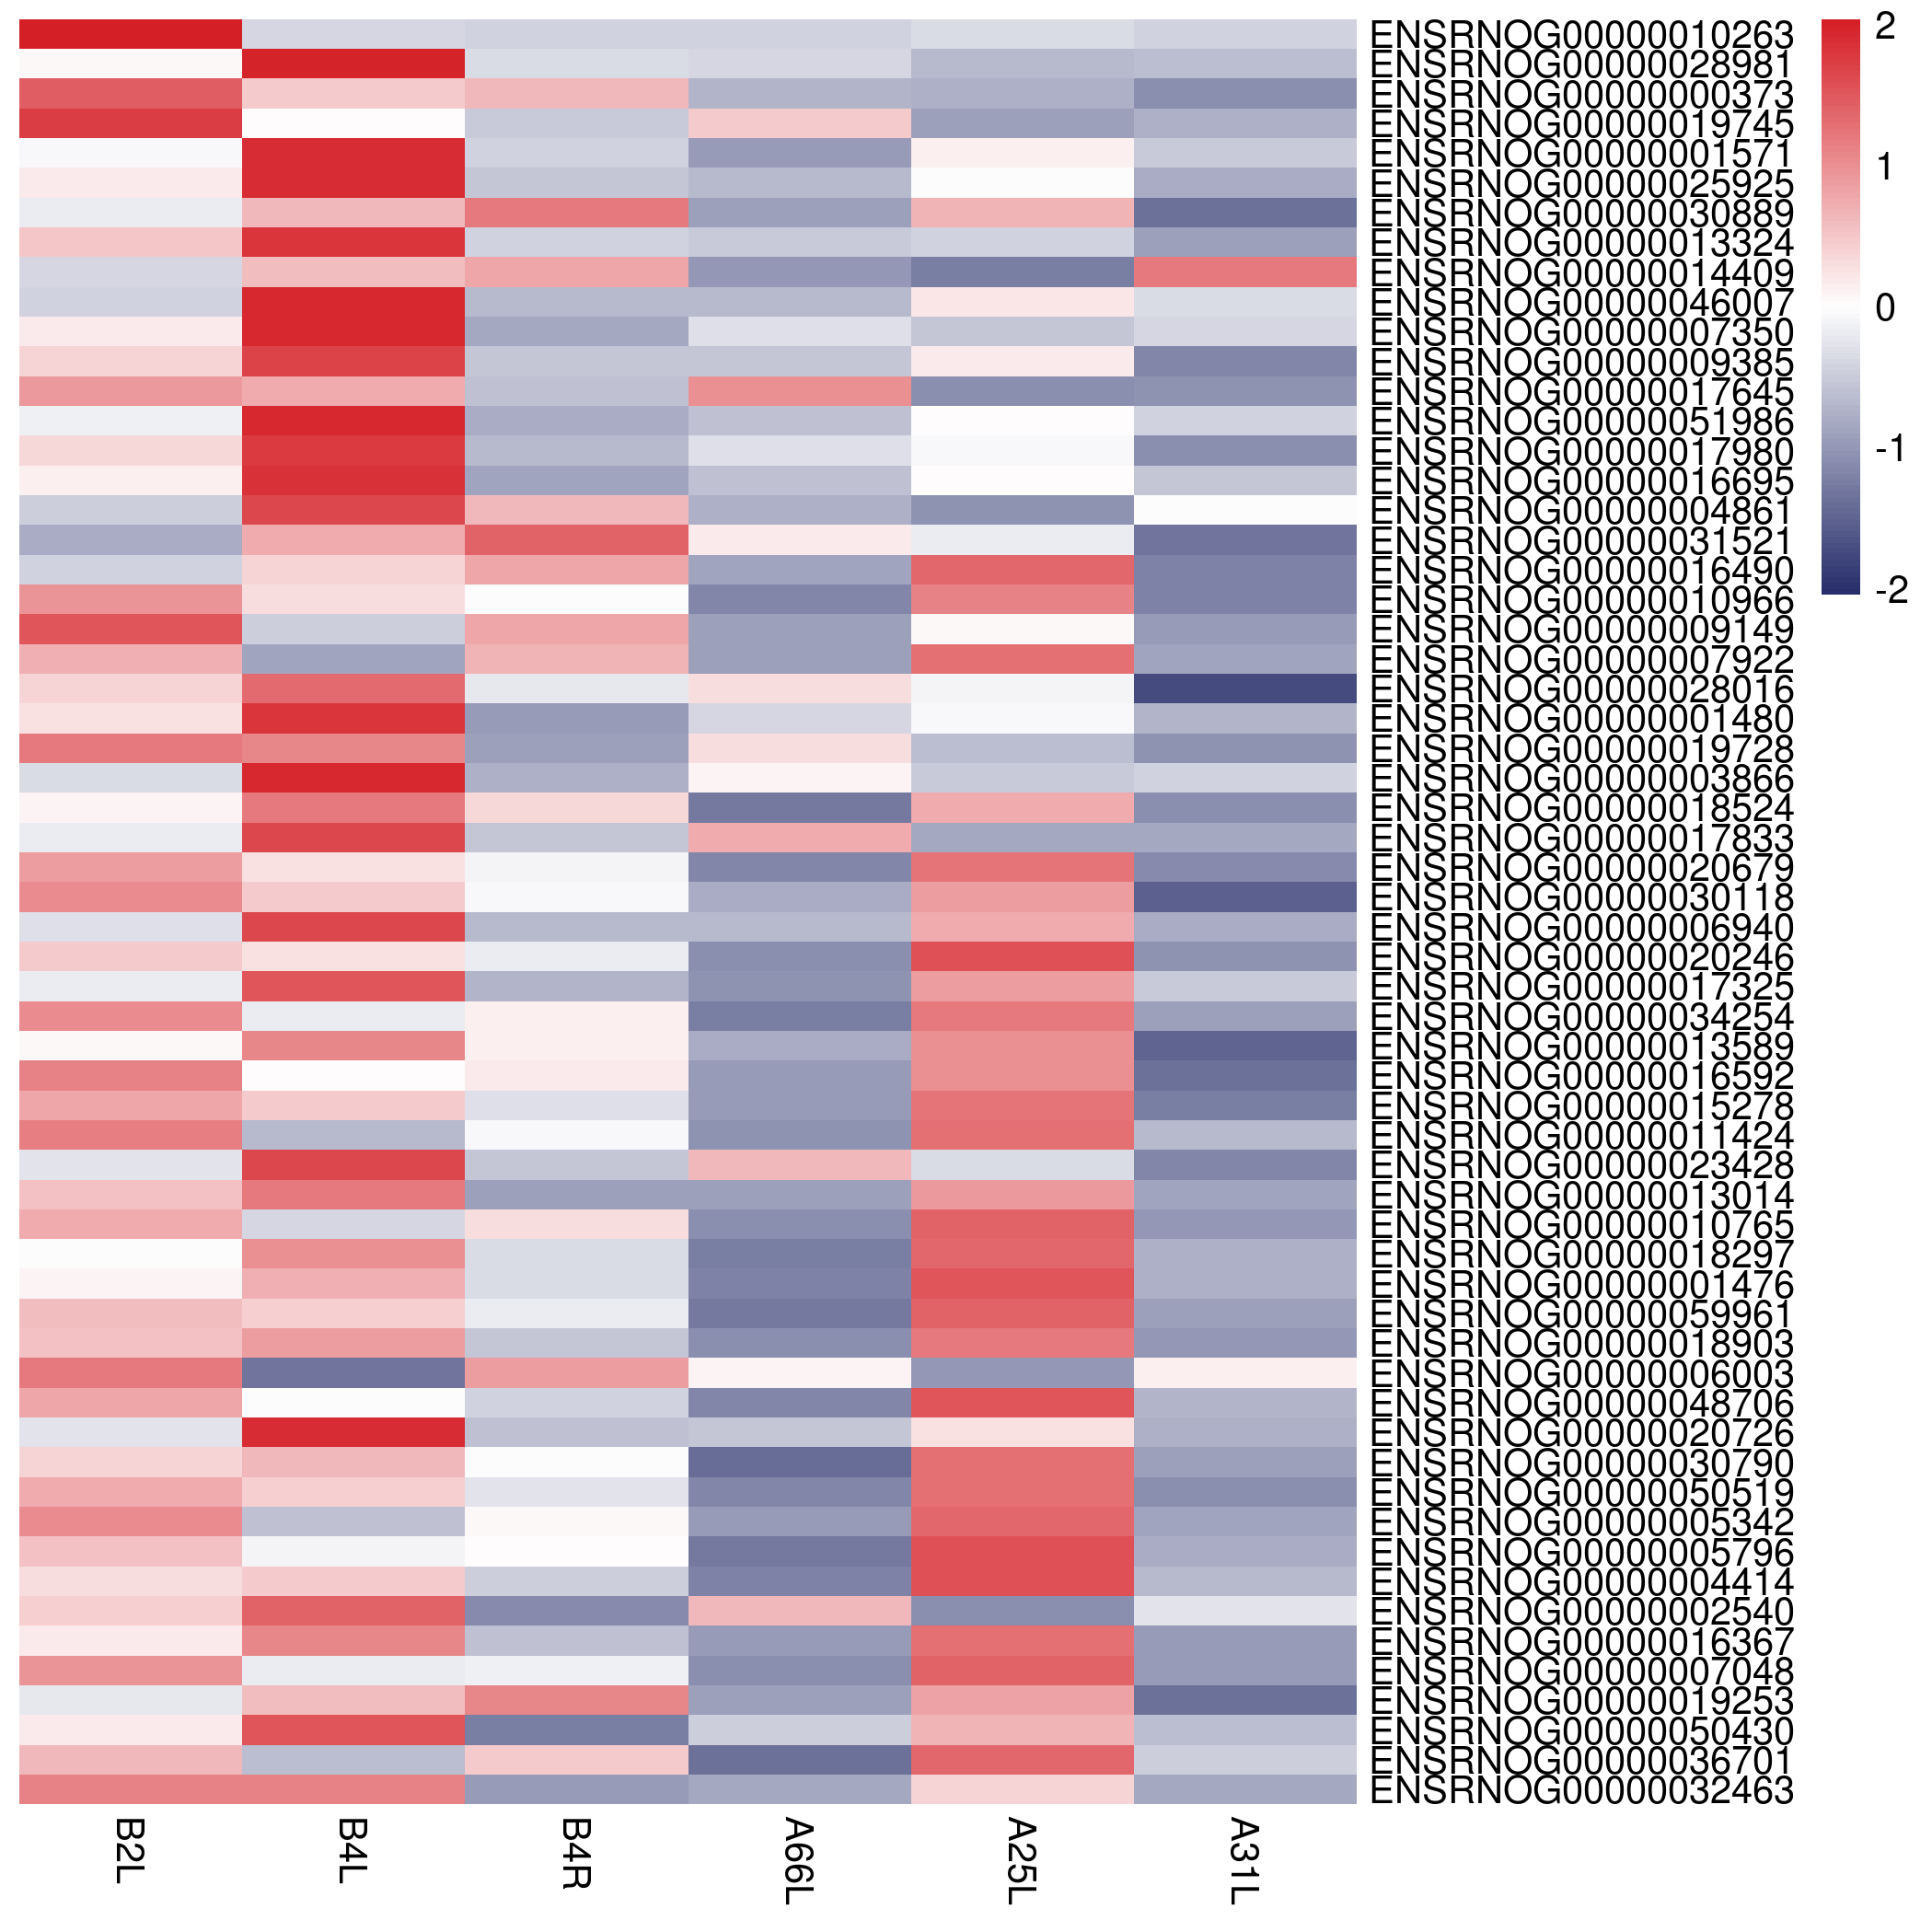 ENSRNOG00000010263
ENSRNOG00000028981
ENSRNOG00000000373
ENSRNOG00000019745
ENSRNOG00000001571
ENSRNOG00000025925
ENSRNOG00000030889
ENSRNOG00000013324
ENSRNOG00000014409
ENSRNOG00000046007
ENSRNOG00000007350
ENSRNOG00000009385
ENSRNOG00000017645
ENSRNOG00000051986
ENSRNOG00000017980
ENSRNOG00000016695
ENSRNOG00000004861
ENSRNOG00000031521
ENSRNOG00000016490
ENSRNOG00000010966
ENSRNOG00000009149
ENSRNOG00000007922
ENSRNOG00000028016
ENSRNOG00000001480
ENSRNOG00000019728
ENSRNOG00000003866
ENSRNOG00000018524
ENSRNOG00000017833
ENSRNOG00000020679
ENSRNOG00000030118
ENSRNOG00000006940
ENSRNOG00000020246
ENSRNOG00000017325
ENSRNOG00000034254
ENSRNOG00000013589
ENSRNOG00000016592
ENSRNOG00000015278
ENSRNOG00000011424
ENSRNOG00000023428
ENSRNOG00000013014
ENSRNOG00000010765
ENSRNOG00000018297
ENSRNOG00000001476
ENSRNOG00000059961
ENSRNOG00000018903
ENSRNOG00000006003
ENSRNOG00000048706
ENSRNOG00000020726
ENSRNOG00000030790
ENSRNOG00000050519
ENSRNOG00000005342
ENSRNOG00000005796
ENSRNOG00000004414
ENSRNOG00000002540
ENSRNOG00000016367
ENSRNOG00000007048
ENSRNOG00000019253
ENSRNOG00000050430
ENSRNOG00000036701
ENSRNOG00000032463
2
1
0
-1
-2
B2L
B4L
B4R
A66L
A25L
A31L